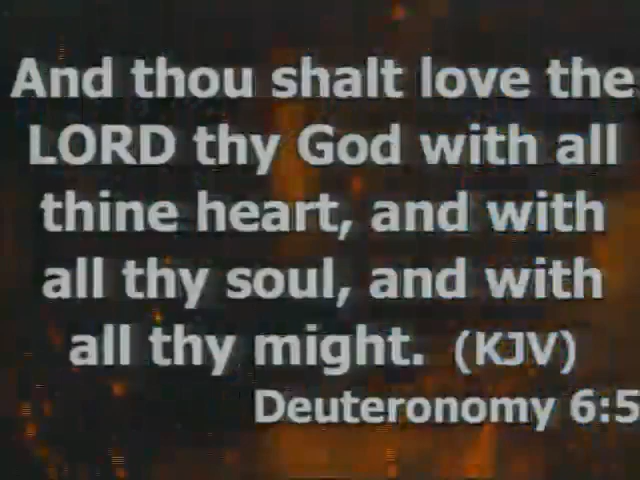 And thou shalt love the
LORD thy God with all
thine heart, and with
all thy soul, and with
all thy might. (KJV)
Deuteronomy 6:5